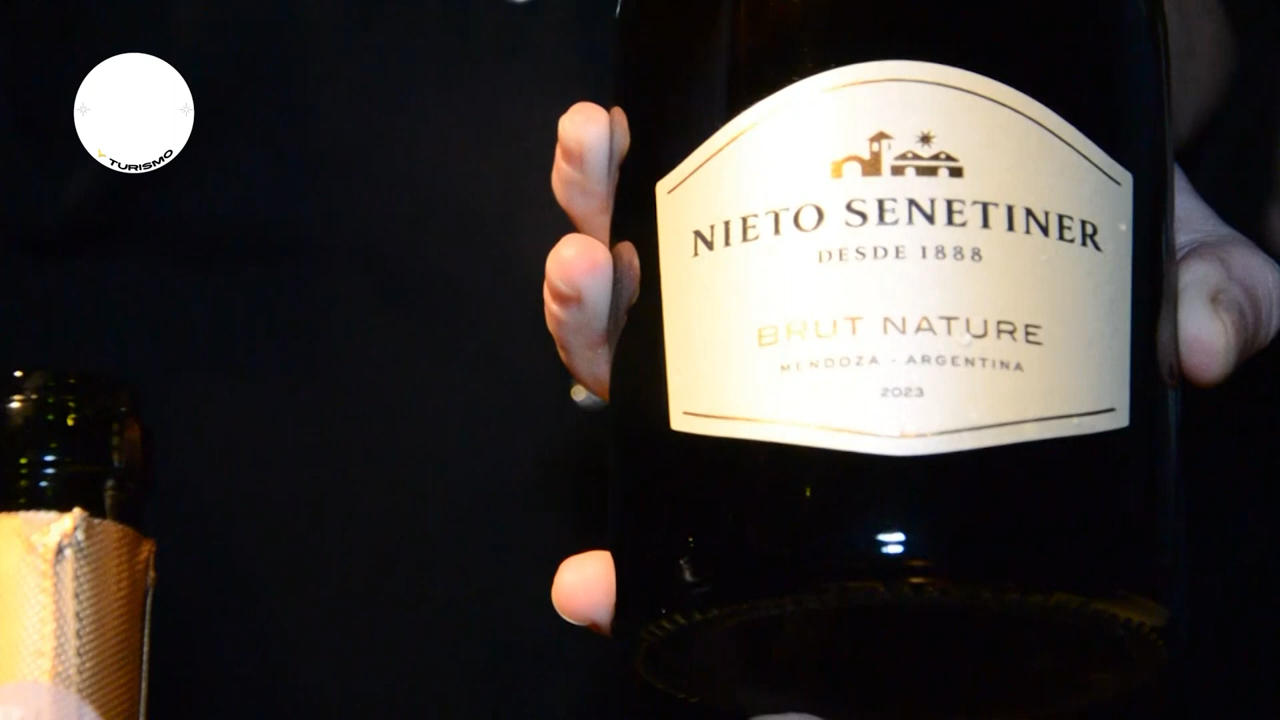 TURISMO
NIETO SENETINER
DESDE 1888
BRUT NATURE
MENDOZA - ARGENTINA
2023